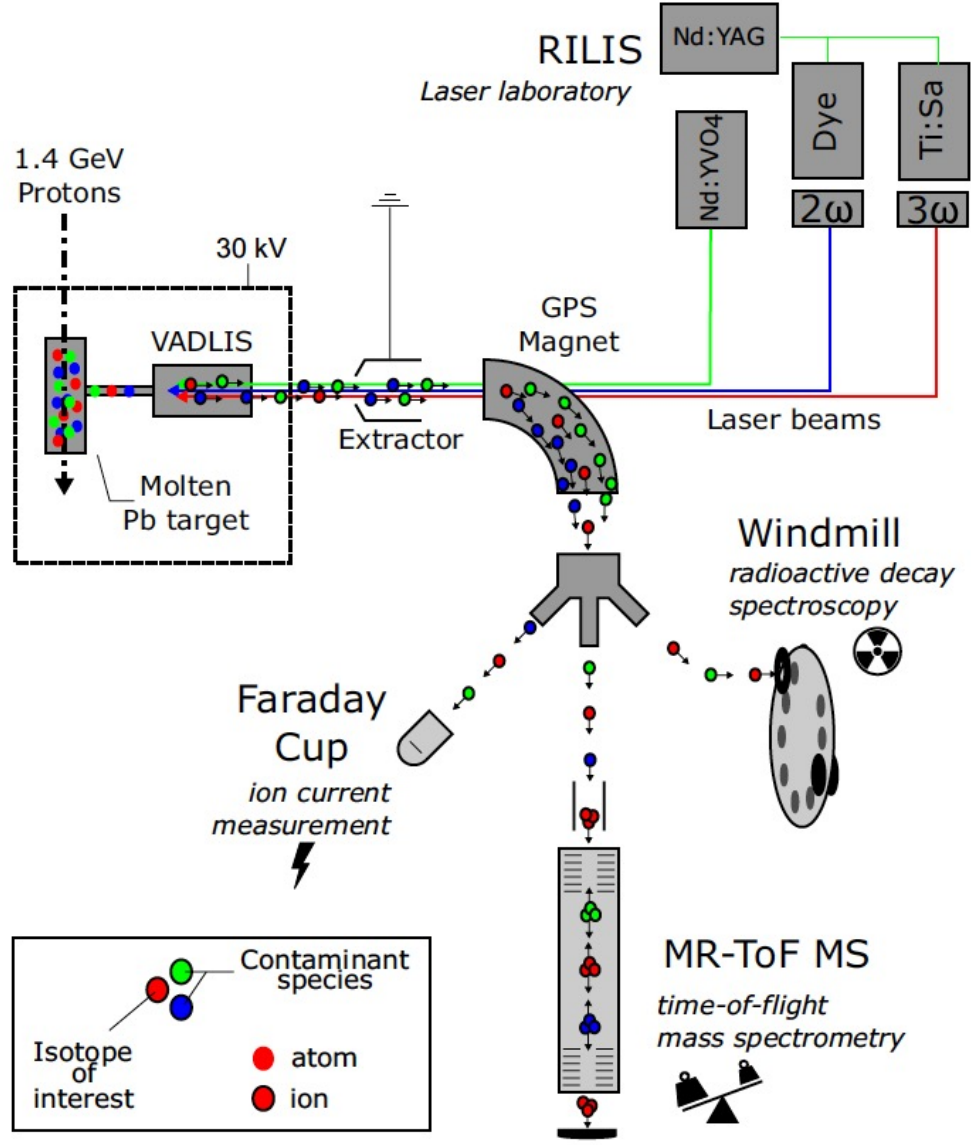 RILIS
Laser laboratory
Nd:YAG
Dye
Ti:Sa
Nd:YVO4
2ω
3ω
1.4 GeV
Protons
30 kV
VADLIS
GPS
Magnet
Extractor
Laser beams
Molten
Pb target
Windmill
radioactive decay
spectroscopy
Faraday
Cup
ion current
measurement
MR-ToF MS
time-of-flight
mass spectrometry
Contaminant
species
Isotope
of
interest
atom
ion